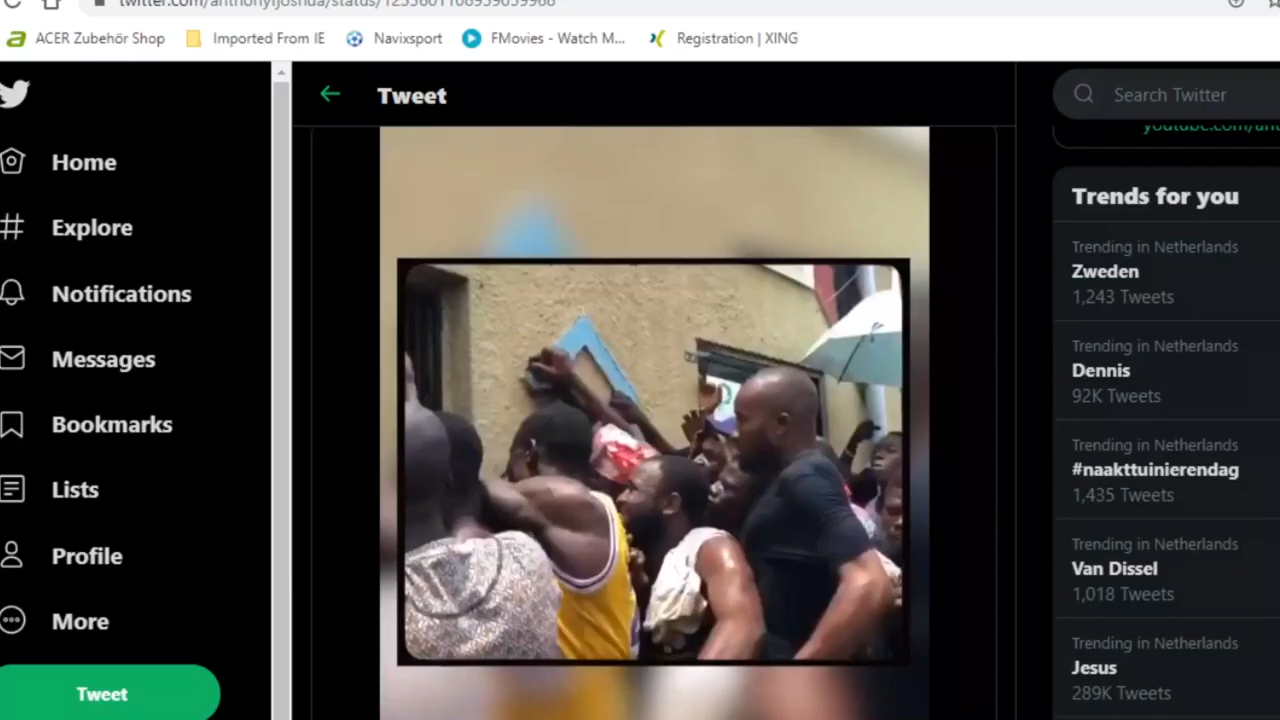 ACER Zubehör Shop
Imported From IE
Navixsport
FMovies - Watch M...
Registration | XING
Tweet
Search Twitter
Home
Explore
Notifications
Messages
Bookmarks
Lists
Profile
More
Tweet
Trends for you
Trending in Netherlands
Zweden
1,243 Tweets
Trending in Netherlands
Dennis
92K Tweets
Trending in Netherlands
#naakttuinierendag
1,435 Tweets
Trending in Netherlands
Van Dissel
1,018 Tweets
Trending in Netherlands
Jesus
289K Tweets